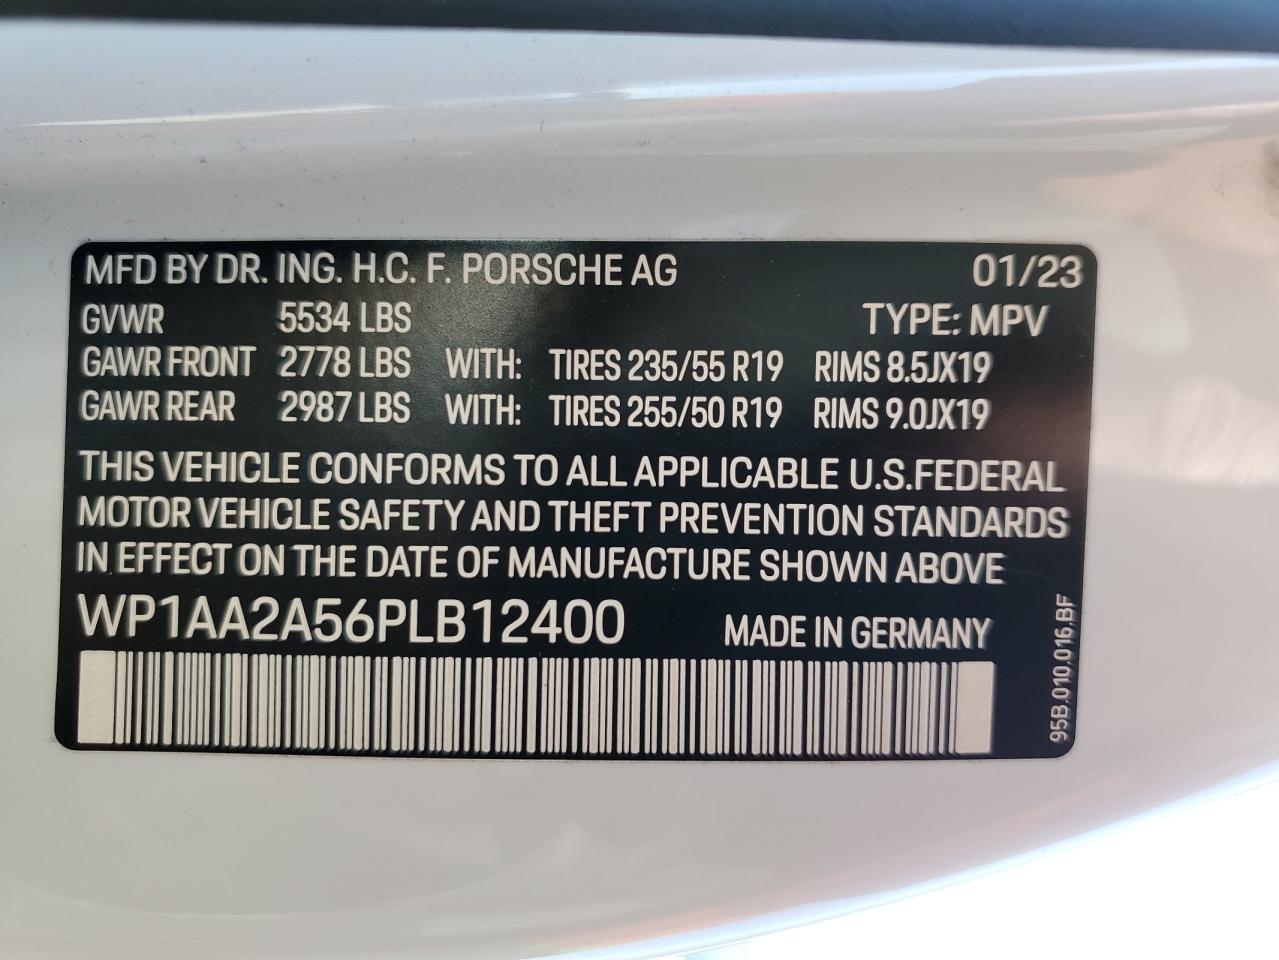 MFD BY DR. ING. H.C. F. PORSCHE AG 01/23
GVWR 5534 LBS TYPE: MPV
GAWR FRONT 2778 LBS WITH: TIRES 235/55 R19 RIMS 8.5JX19
GAWR REAR 2987 LBS WITH: TIRES 255/50 R19 RIMS 9.0JX19
THIS VEHICLE CONFORMS TO ALL APPLICABLE U.S.FEDERAL
MOTOR VEHICLE SAFETY AND THEFT PREVENTION STANDARDS
IN EFFECT ON THE DATE OF MANUFACTURE SHOWN ABOVE
WP1AA2A56PLB12400 MADE IN GERMANY
95B.010.016.BF